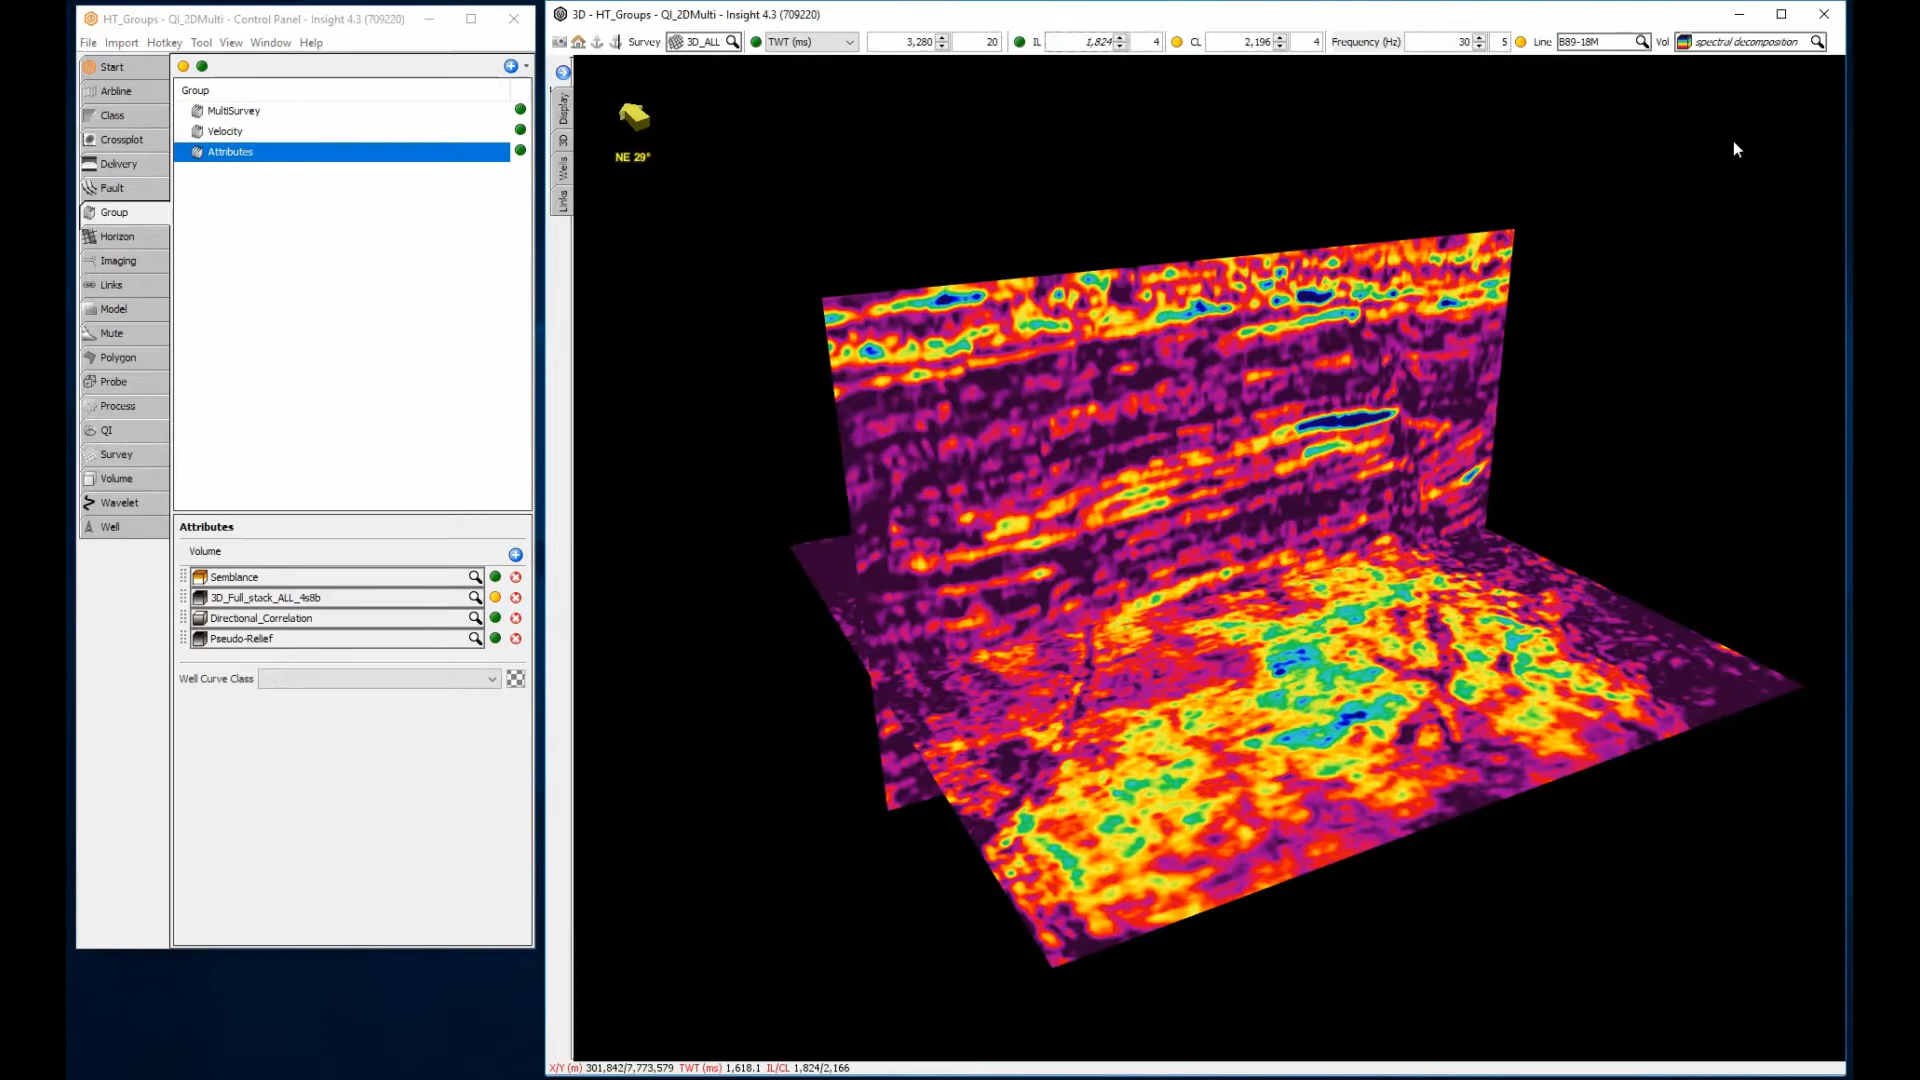 HT_Groups - QI_2DMulti - Control Panel - Insight 4.3 (709220)
File Import Hotkey Tool View Window Help
Start
Arbline
Class
Crossplot
Delivery
Fault
Group
Horizon
Imaging
Links
Model
Mute
Polygon
Probe
Process
QI
Survey
Volume
Wavelet
Well
Group
MultiSurvey
Velocity
Attributes
Attributes
Volume
Semblance
3D_Full_stack_ALL_4s8b
Directional_Correlation
Pseudo-Relief
Well Curve Class
3D - HT_Groups - QI_2DMulti - Insight 4.3 (709220)
Survey 3D_ALL TWT (ms) 3,280 20 IL 1,824 4 CL 2,196 4 Frequency (Hz) 30 5 Line B89-18M Vol spectral decomposition
Display
3D
Wells
Links
NE 29°
X/Y (m) 301,842/7,773,579 TWT (ms) 1,618.1 IL/CL 1,824/2,166